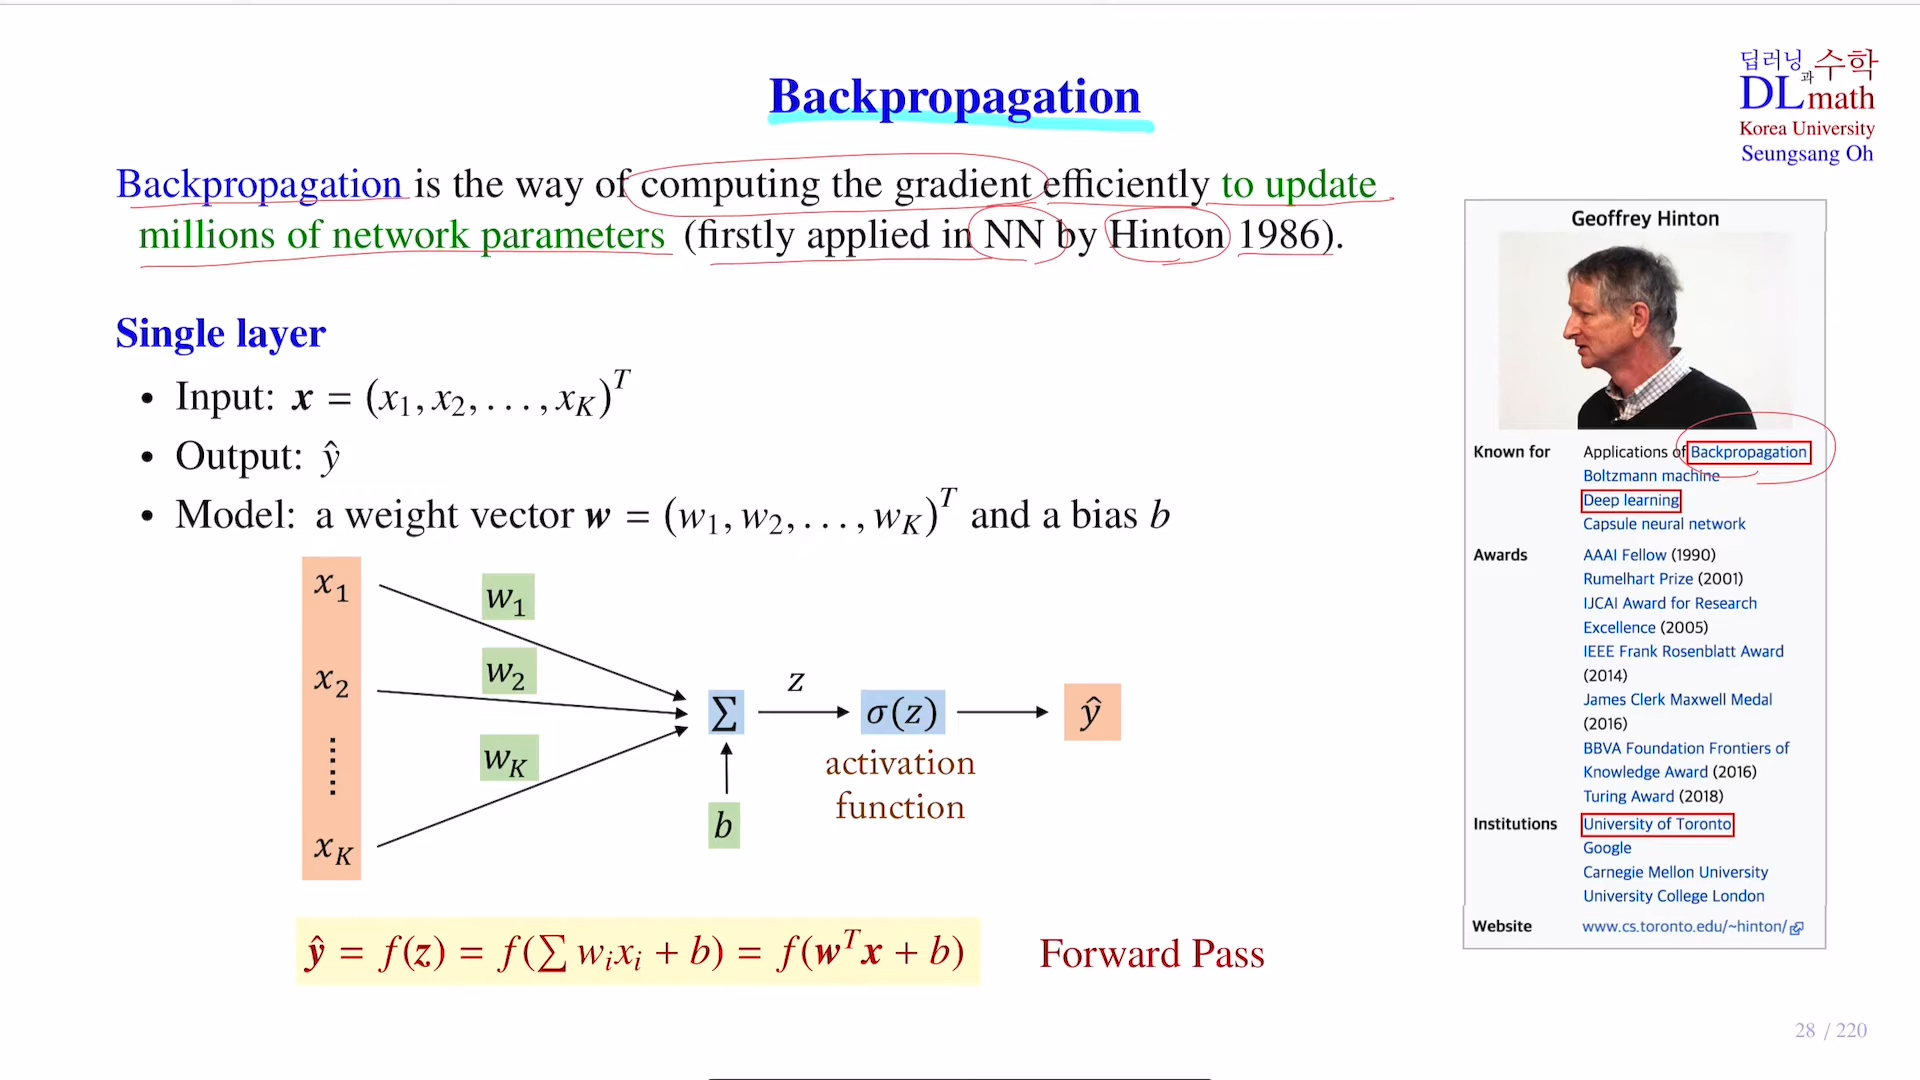 딥러닝과 수학
DL math
Korea University
Seungsang Oh
Backpropagation
Backpropagation is the way of computing the gradient efficiently to update
millions of network parameters (firstly applied in NN by Hinton 1986).
Single layer
• Input: x = (x₁, x₂, . . . , x_K)ᵀ
• Output: ŷ
• Model: a weight vector w = (w₁, w₂, . . . , w_K)ᵀ and a bias b
x₁
w₁
x₂
w₂
w_K
x_K
Σ
z
σ(z)
ŷ
b
activation
function
ŷ = f(z) = f(∑ wᵢxᵢ + b) = f(wᵀx + b)
Forward Pass
Geoffrey Hinton
Known for Applications of Backpropagation
Boltzmann machine
Deep learning
Capsule neural network
Awards AAAI Fellow (1990)
Rumelhart Prize (2001)
IJCAI Award for Research
Excellence (2005)
IEEE Frank Rosenblatt Award
(2014)
James Clerk Maxwell Medal
(2016)
BBVA Foundation Frontiers of
Knowledge Award (2016)
Turing Award (2018)
Institutions University of Toronto
Google
Carnegie Mellon University
University College London
Website www.cs.toronto.edu/~hinton/
28 / 220